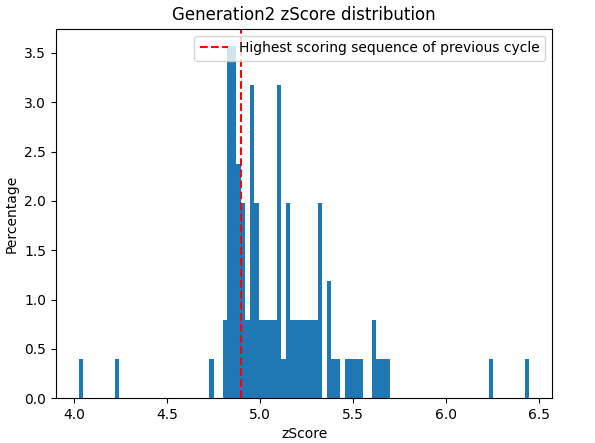 Generation2 zScore distribution
Highest scoring sequence of previous cycle
Percentage
3.5
3.0
2.5
2.0
1.5
1.0
0.5
0.0
4.0 4.5 5.0 5.5 6.0 6.5
zScore